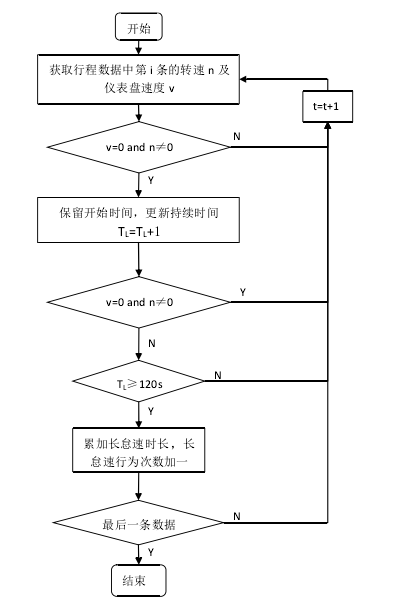 开始
获取行程数据中第 i 条的转速 n 及
仪表盘速度 v
t=t+1
v=0 and n≠0
N
Y
保留开始时间，更新持续时间
TL=TL+1
v=0 and n≠0
Y
N
TL≥120s
N
Y
累加长怠速时长，长
怠速行为次数加一
最后一条数据
N
Y
结束